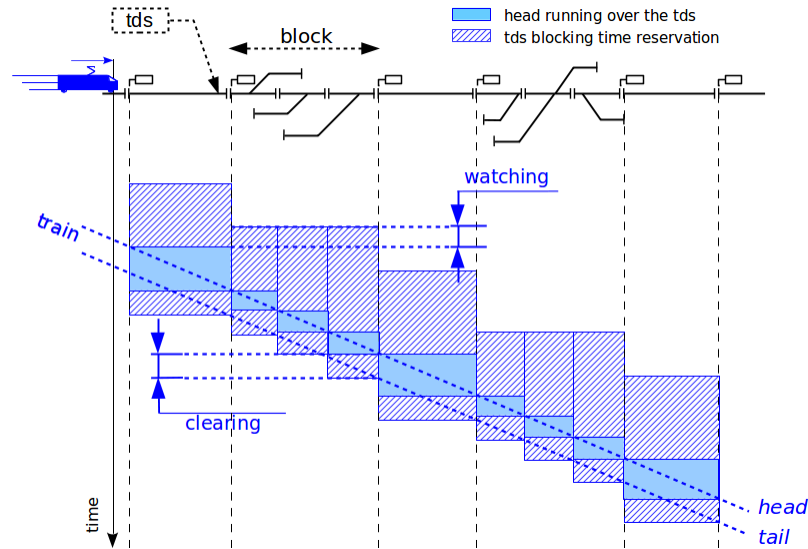 tds
block
head running over the tds
tds blocking time reservation
watching
train
clearing
time
head
tail